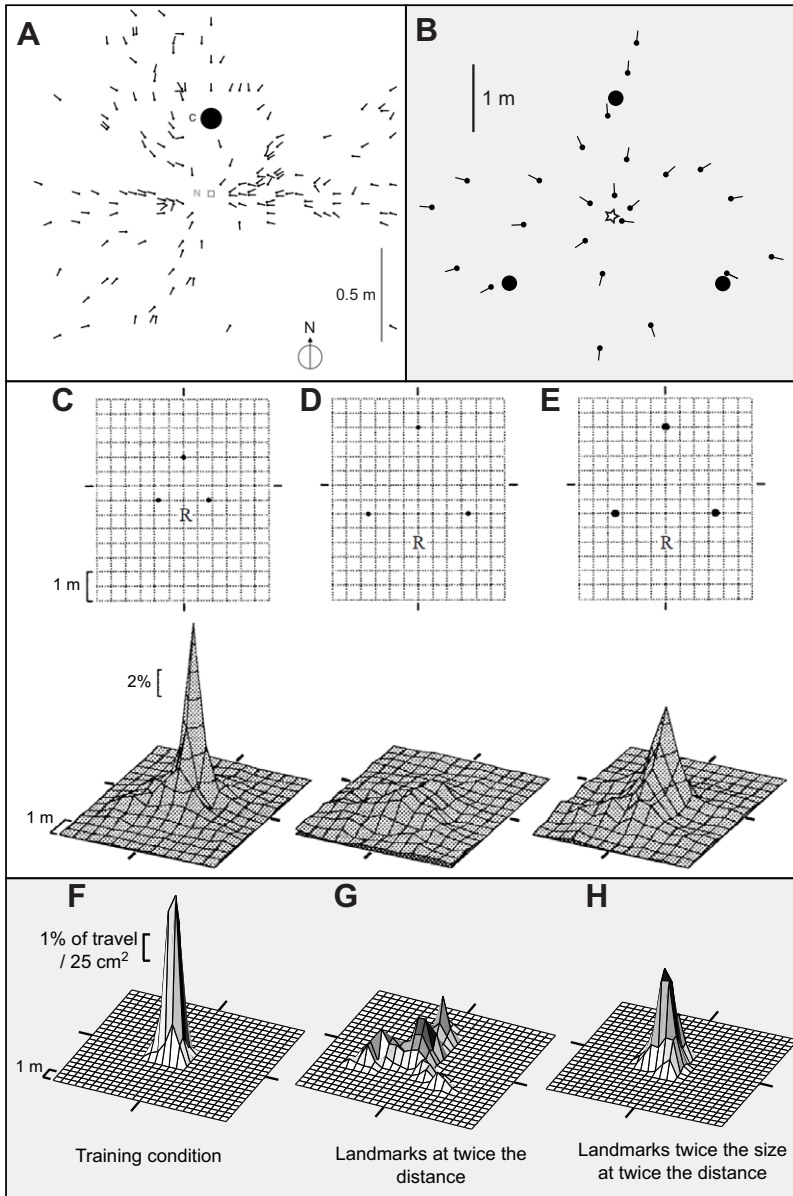 A
C
N
0.5 m
N
B
1 m
C
D
E
R
R
R
1 m
2%
1 m
F
G
H
1% of travel
/ 25 cm²
1 m
Training condition
Landmarks at twice the
distance
Landmarks twice the size
at twice the distance